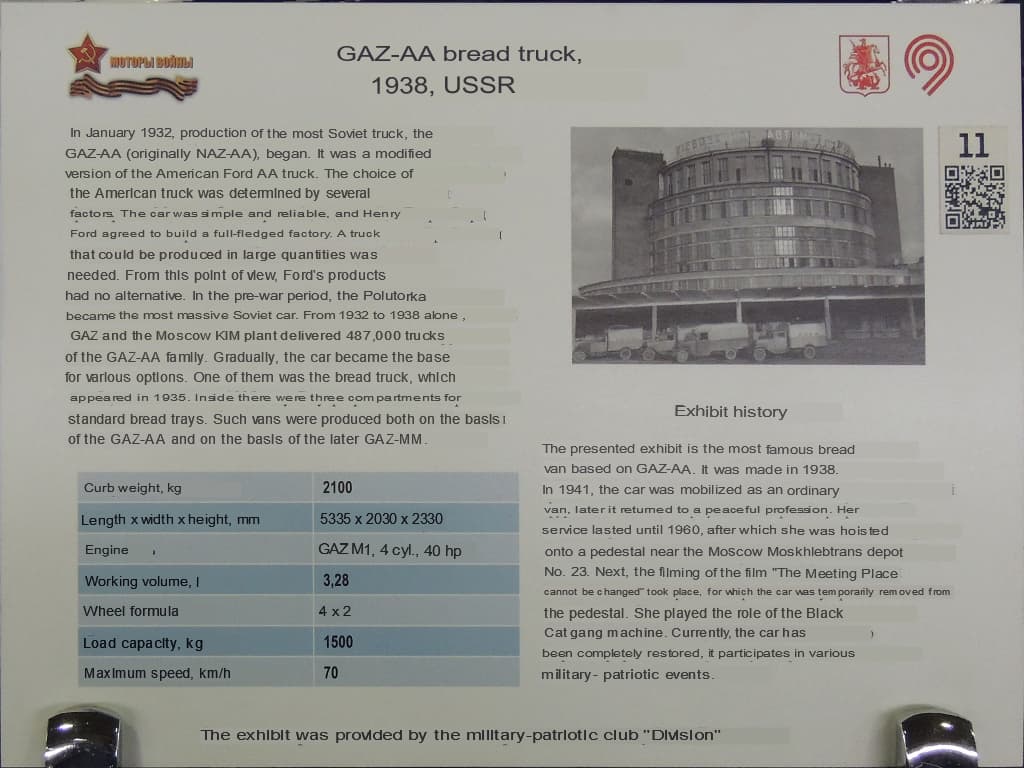 МОТОРЫ ВОЙНЫ
GAZ-AA bread truck,
1938, USSR
In January 1932, production of the most Soviet truck, the
GAZ-AA (originally NAZ-AA), began. It was a modified
version of the American Ford AA truck. The choice of
the American truck was determined by several
factors. The car was simple and reliable, and Henry
Ford agreed to build a full-fledged factory. A truck
that could be produced in large quantities was
needed. From this point of view, Ford's products
had no alternative. In the pre-war period, the Polutorka
became the most massive Soviet car. From 1932 to 1938 alone,
GAZ and the Moscow KIM plant delivered 487,000 trucks
of the GAZ-AA family. Gradually, the car became the base
for various options. One of them was the bread truck, which
appeared in 1935. Inside there were three compartments for
standard bread trays. Such vans were produced both on the basis
of the GAZ-AA and on the basis of the later GAZ-MM.
Curb weight, kg 2100
Length x width x height, mm 5335 x 2030 x 2330
Engine GAZ M1, 4 cyl., 40 hp
Working volume, l 3,28
Wheel formula 4 x 2
Load capacity, kg 1500
Maximum speed, km/h 70
11
Exhibit history
The presented exhibit is the most famous bread
van based on GAZ-AA. It was made in 1938.
In 1941, the car was mobilized as an ordinary
van, later it returned to a peaceful profession. Her
service lasted until 1960, after which she was hoisted
onto a pedestal near the Moscow Moskhlebtrans depot
No. 23. Next, the filming of the film "The Meeting Place
cannot be changed" took place, for which the car was temporarily removed from
the pedestal. She played the role of the Black
Cat gang machine. Currently, the car has
been completely restored, it participates in various
military- patriotic events.
The exhibit was provided by the military-patriotic club "Division"